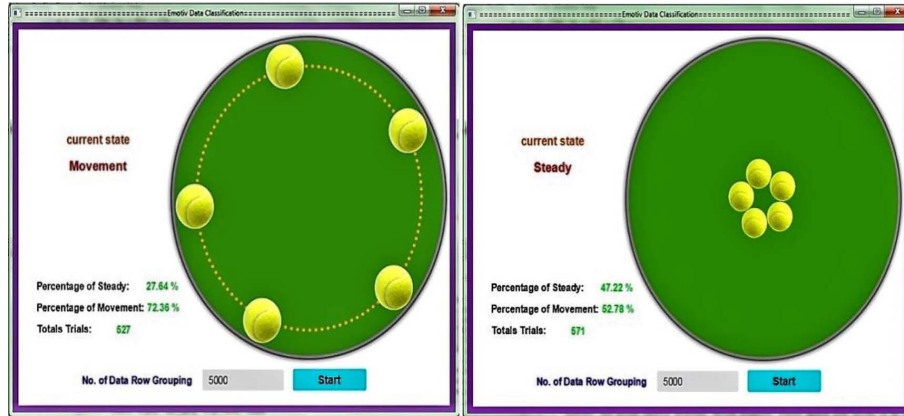 Emotiv Data Classification
current state
Movement
Percentage of Steady: 27.64 %
Percentage of Movement: 72.36 %
Totals Trials: 527
No. of Data Row Grouping 5000 Start
Emotiv Data Classification
current state
Steady
Percentage of Steady: 47.22 %
Percentage of Movement: 52.78 %
Totals Trials: 571
No. of Data Row Grouping 5000 Start